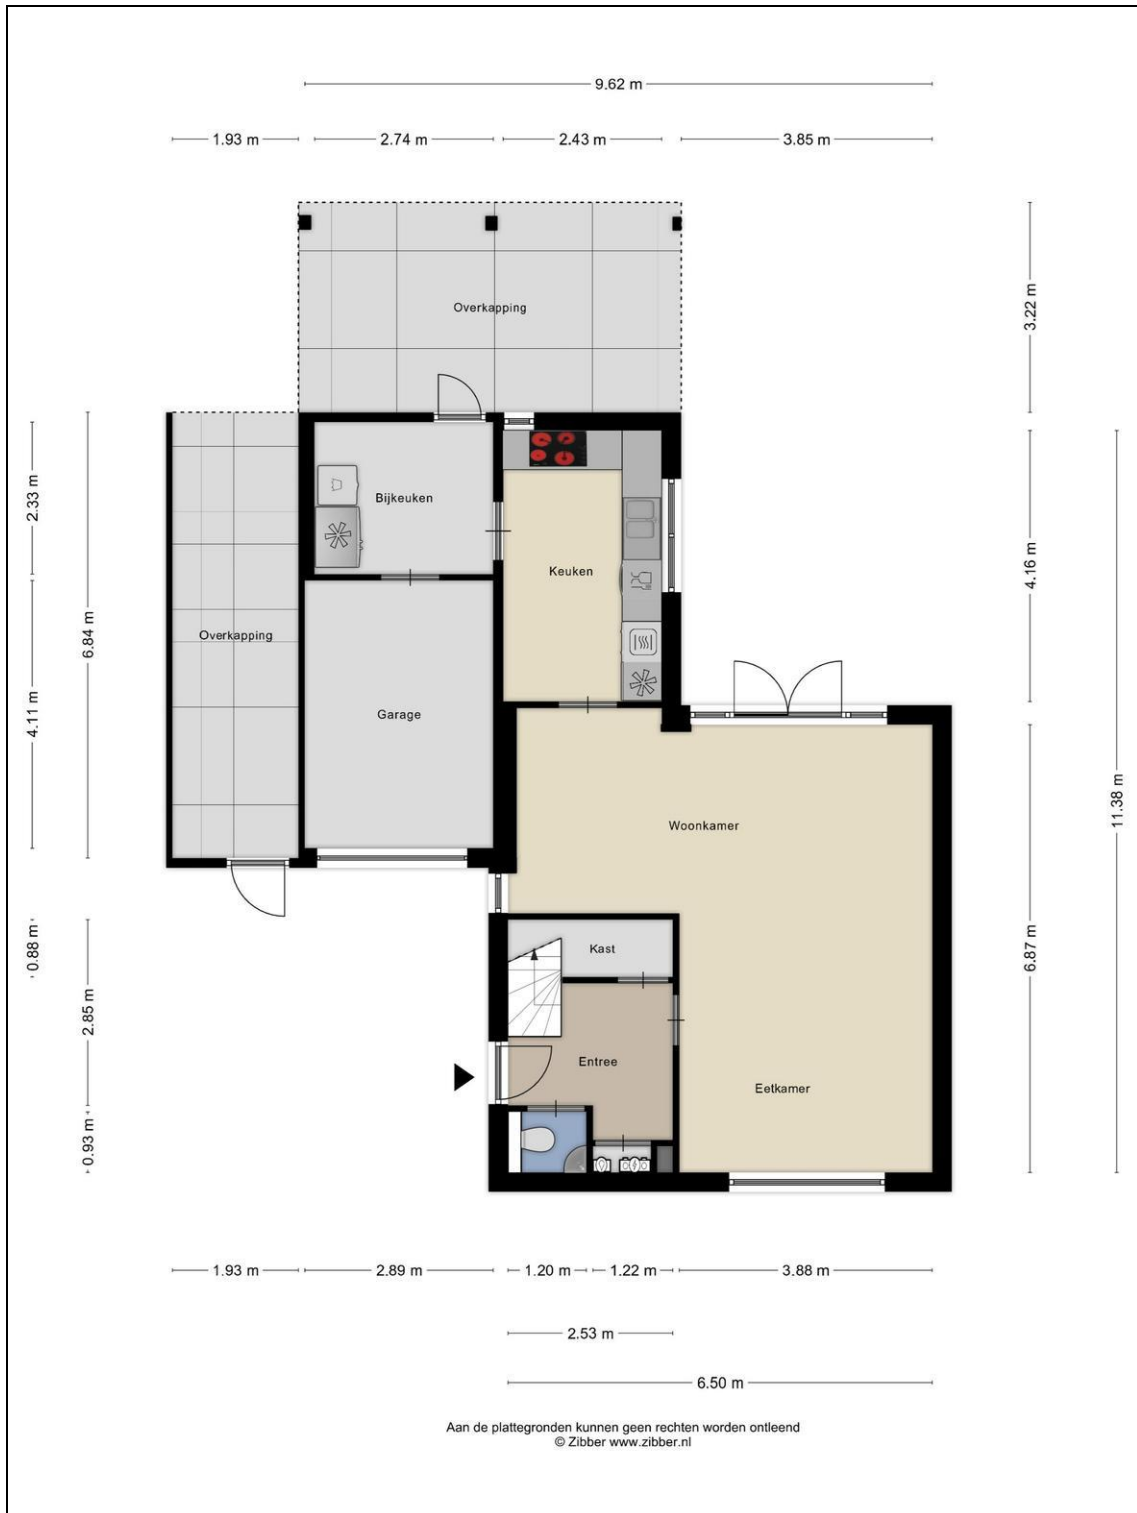 9.62 m
1.93 m
2.74 m
2.43 m
3.85 m
Overkapping
3.22 m
2.33 m
6.84 m
Bijkeuken
Keuken
4.16 m
Overkapping
4.11 m
Garage
Woonkamer
11.38 m
0.88 m
2.85 m
Kast
6.87 m
Entree
Eetkamer
0.93 m
1.93 m
2.89 m
1.20 m
1.22 m
3.88 m
2.53 m
6.50 m
Aan de plattegronden kunnen geen rechten worden ontleend
© Zibber www.zibber.nl